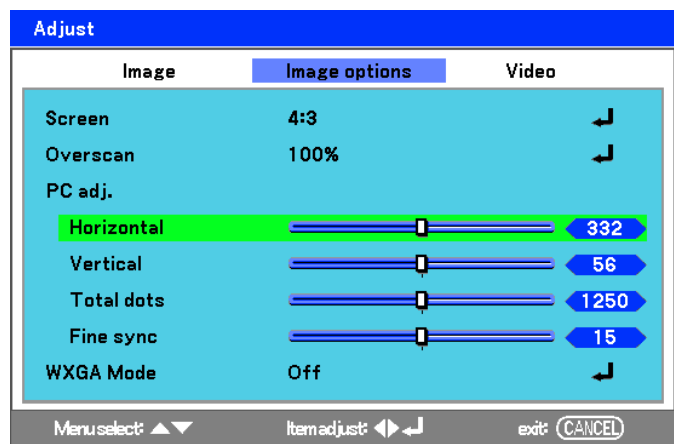 Adjust
Image Image options Video
Screen 4:3
Overscan 100%
PC adj.
Horizontal 332
Vertical 56
Total dots 1250
Fine sync 15
WXGA Mode Off
Menu select: Item adjust: exit: CANCEL